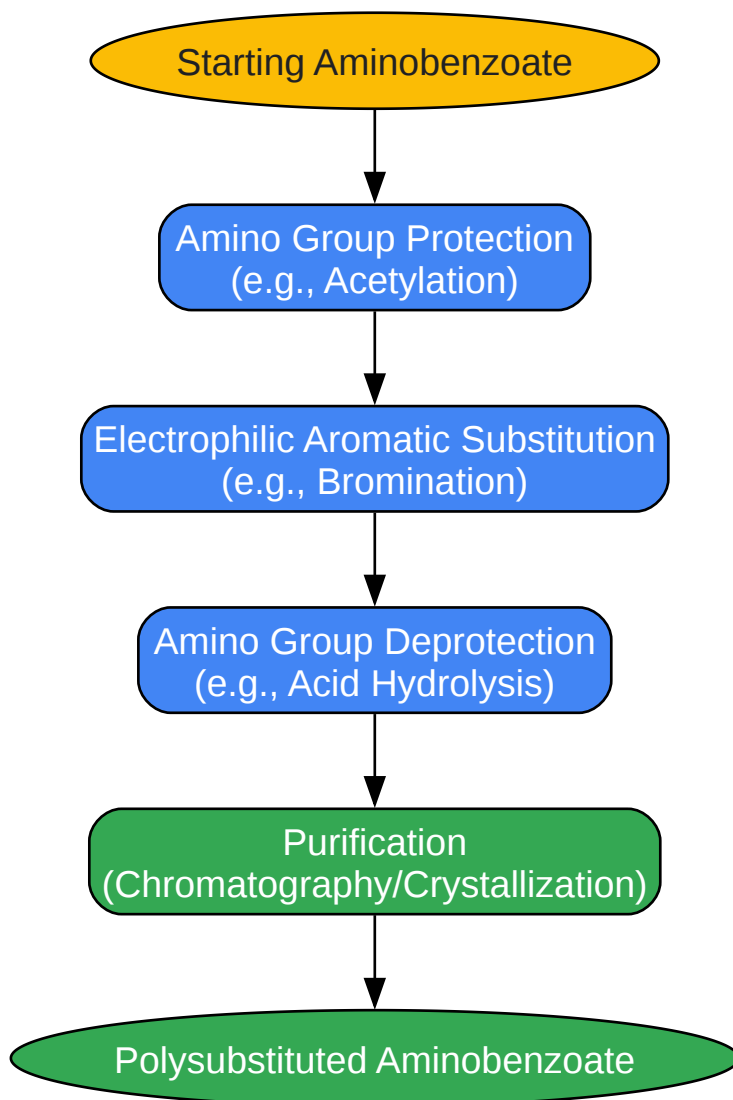 Starting Aminobenzoate
Amino Group Protection
(e.g., Acetylation)
Electrophilic Aromatic Substitution
(e.g., Bromination)
Amino Group Deprotection
(e.g., Acid Hydrolysis)
Purification
(Chromatography/Crystallization)
Polysubstituted Aminobenzoate